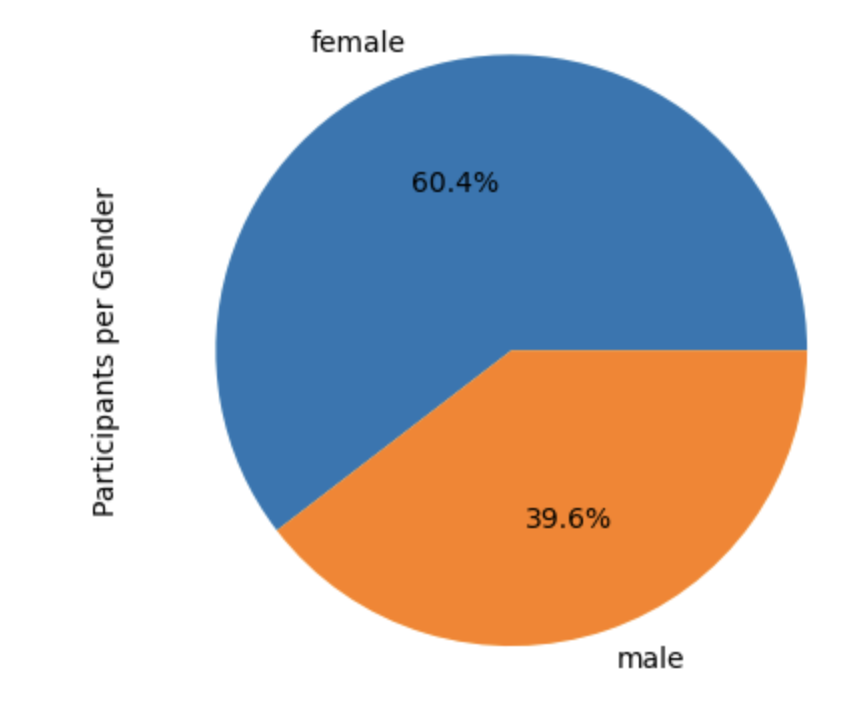 female
60.4%
Participants per Gender
39.6%
male